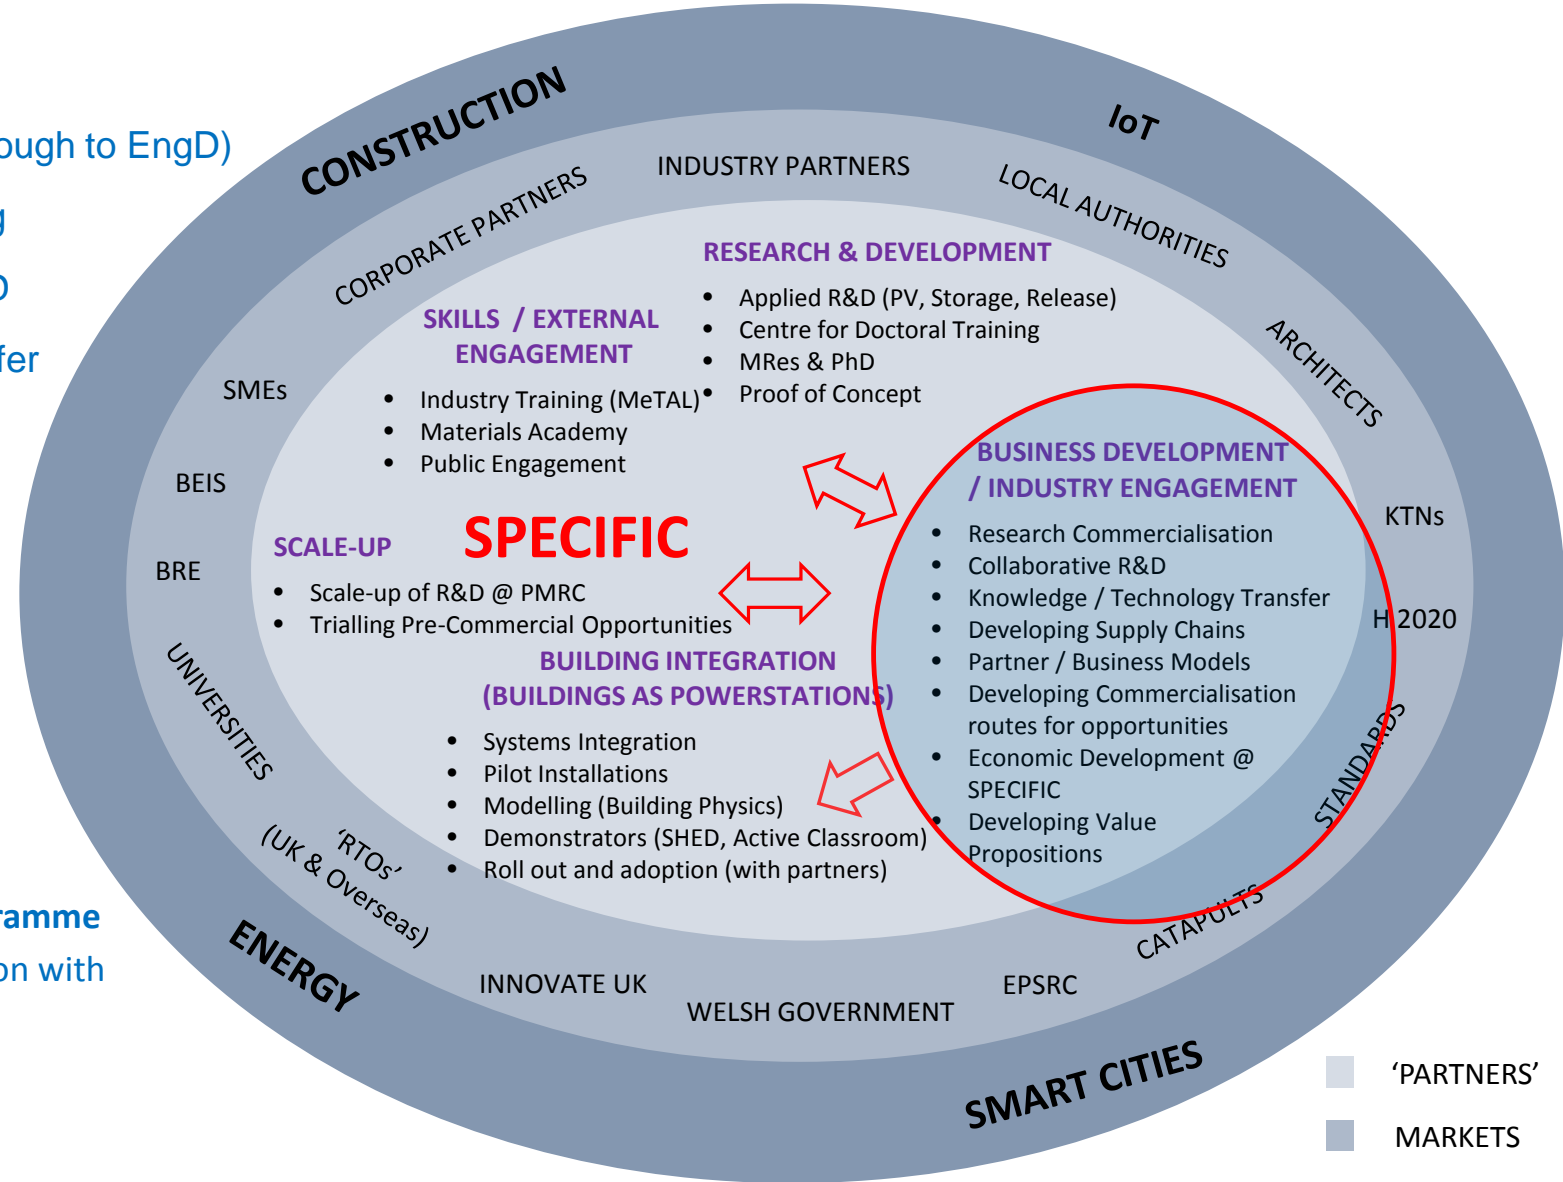 ough to EngD)
g
fer
ramme
on with
CONSTRUCTION
IoT
CORPORATE PARTNERS
INDUSTRY PARTNERS
LOCAL AUTHORITIES
ARCHITECTS
SMEs
BEIS
BRE
UNIVERSITIES
'RTOs'
(UK & Overseas)
INNOVATE UK
WELSH GOVERNMENT
EPSRC
CATAPULTS
STANDARDS
H2020
KTNs
ENERGY
SMART CITIES
RESEARCH & DEVELOPMENT
• Applied R&D (PV, Storage, Release)
• Centre for Doctoral Training
• MRes & PhD
• Proof of Concept
SKILLS / EXTERNAL
ENGAGEMENT
• Industry Training (MeTAL)
• Materials Academy
• Public Engagement
SPECIFIC
SCALE-UP
• Scale-up of R&D @ PMRC
• Trialling Pre-Commercial Opportunities
BUILDING INTEGRATION
(BUILDINGS AS POWERSTATIONS)
• Systems Integration
• Pilot Installations
• Modelling (Building Physics)
• Demonstrators (SHED, Active Classroom)
• Roll out and adoption (with partners)
BUSINESS DEVELOPMENT
/ INDUSTRY ENGAGEMENT
• Research Commercialisation
• Collaborative R&D
• Knowledge / Technology Transfer
• Developing Supply Chains
• Partner / Business Models
• Developing Commercialisation
routes for opportunities
• Economic Development @
SPECIFIC
• Developing Value
Propositions
'PARTNERS'
MARKETS